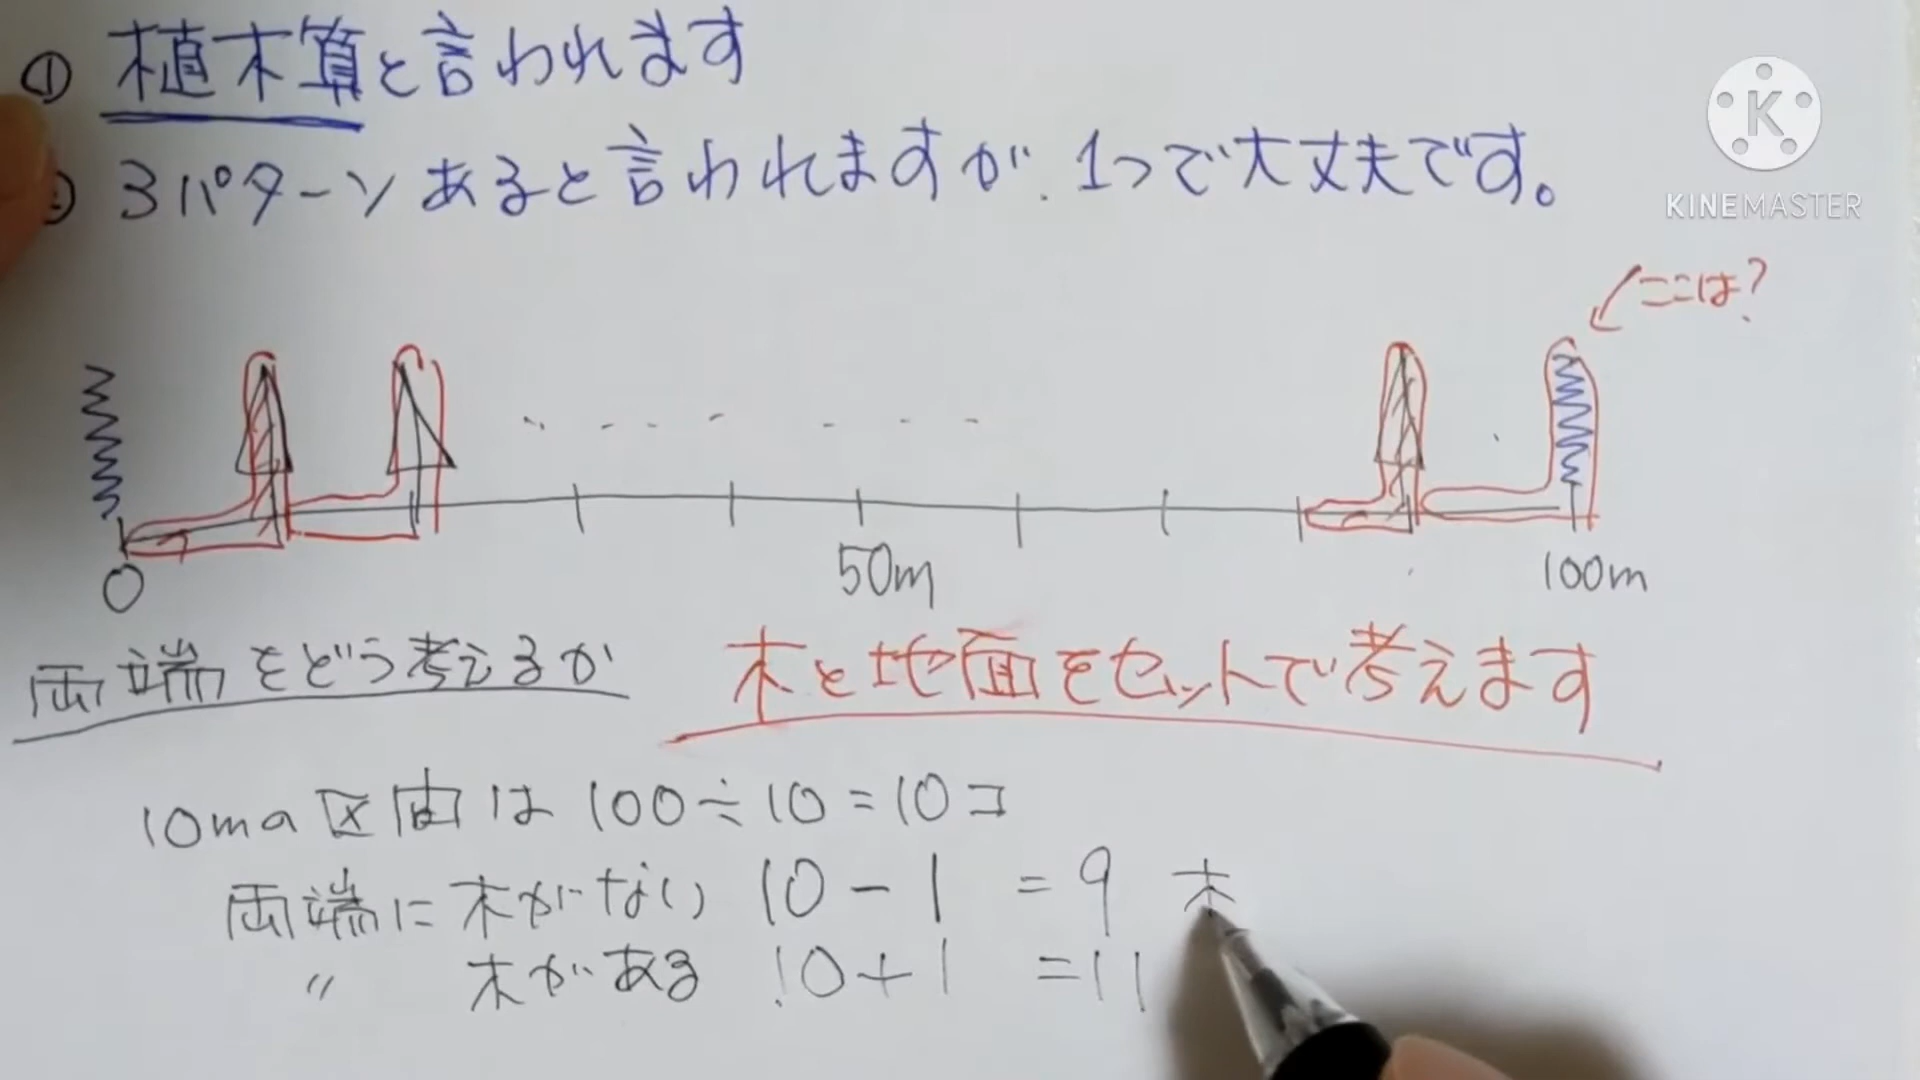 ① 植木算と言われます
② 3パターンあると言われますが、1つで大丈夫です。
K
KINEMASTER
ここは?
0 50m 100m
両端をどう考えるか 木と地面をセットで考えます
10mの区間は 100÷10=10コ
両端に木がない 10-1 =9 本
〃 木がある 10+1 =11